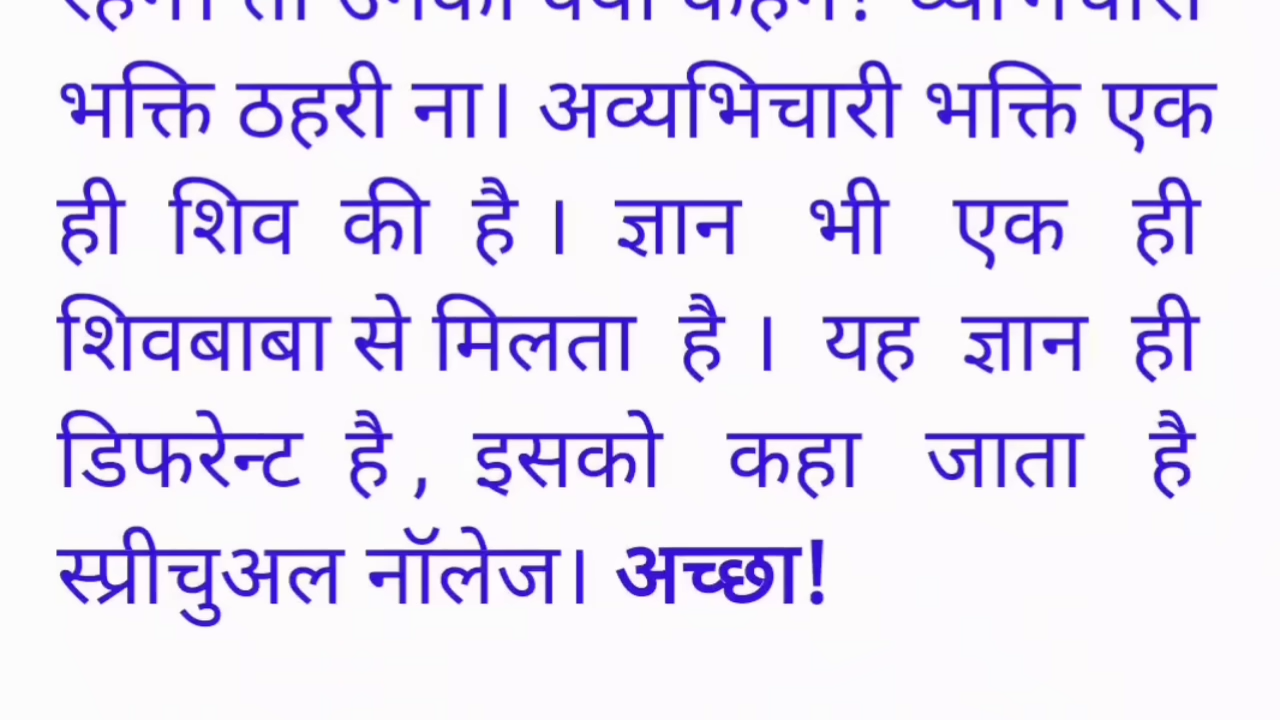 भक्ति ठहरी ना। अव्यभिचारी भक्ति एक
ही शिव की है । ज्ञान भी एक ही
शिवबाबा से मिलता है । यह ज्ञान ही
डिफरेन्ट है , इसको कहा जाता है
स्प्रीचुअल नॉलेज। अच्छा!